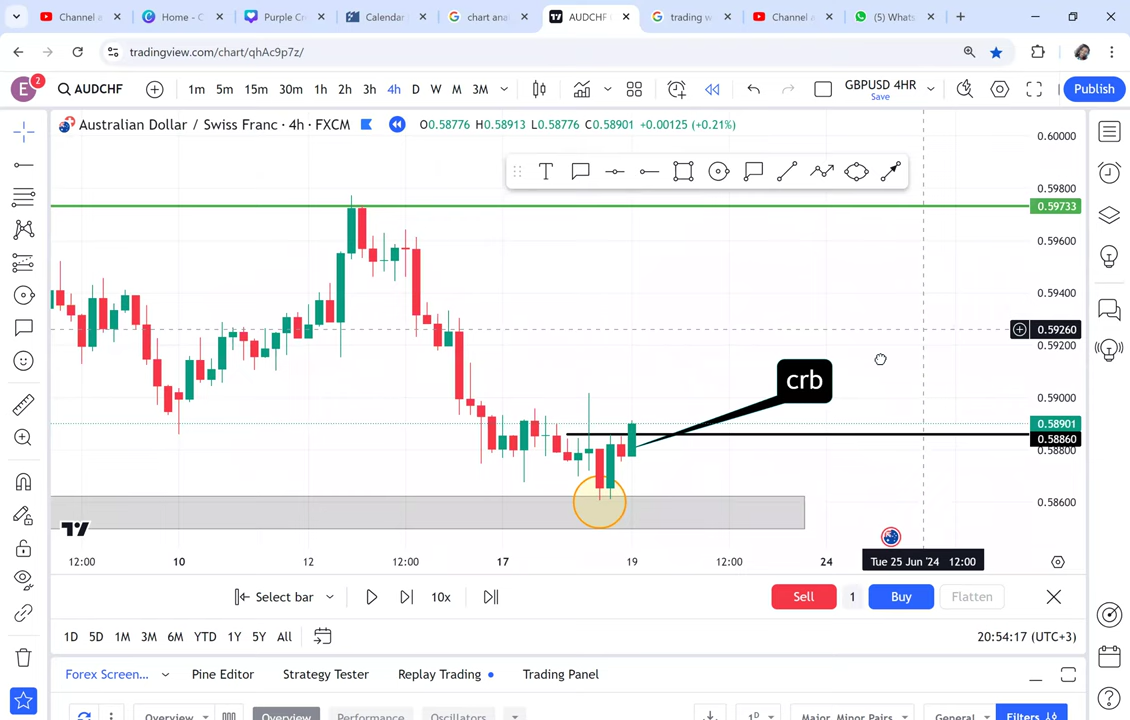 Channel a
Home - C
Purple Cr
Calendar
chart ana
AUDCHF
trading w
Channel a
(5) Whats
tradingview.com/chart/qhAc9p7z/
E
2
AUDCHF
1m 5m 15m 30m 1h 2h 3h 4h D W M 3M
GBPUSD 4HR
Save
Publish
Australian Dollar / Swiss Franc · 4h · FXCM
O0.58776 H0.58913 L0.58776 C0.58901 +0.00125 (+0.21%)
0.60000
0.59800
0.59733
0.59600
0.59400
0.59260
0.59200
0.59000
0.58901
0.58860
0.58800
0.58600
crb
12:00 10 12 12:00 17 19 12:00 24 Tue 25 Jun '24 12:00
Select bar
10x
Sell 1 Buy Flatten
1D 5D 1M 3M 6M YTD 1Y 5Y All
20:54:17 (UTC+3)
Forex Screen... Pine Editor Strategy Tester Replay Trading Trading Panel
Overview Overview Performance Oscillators 1D Major, Minor Pairs General Filters